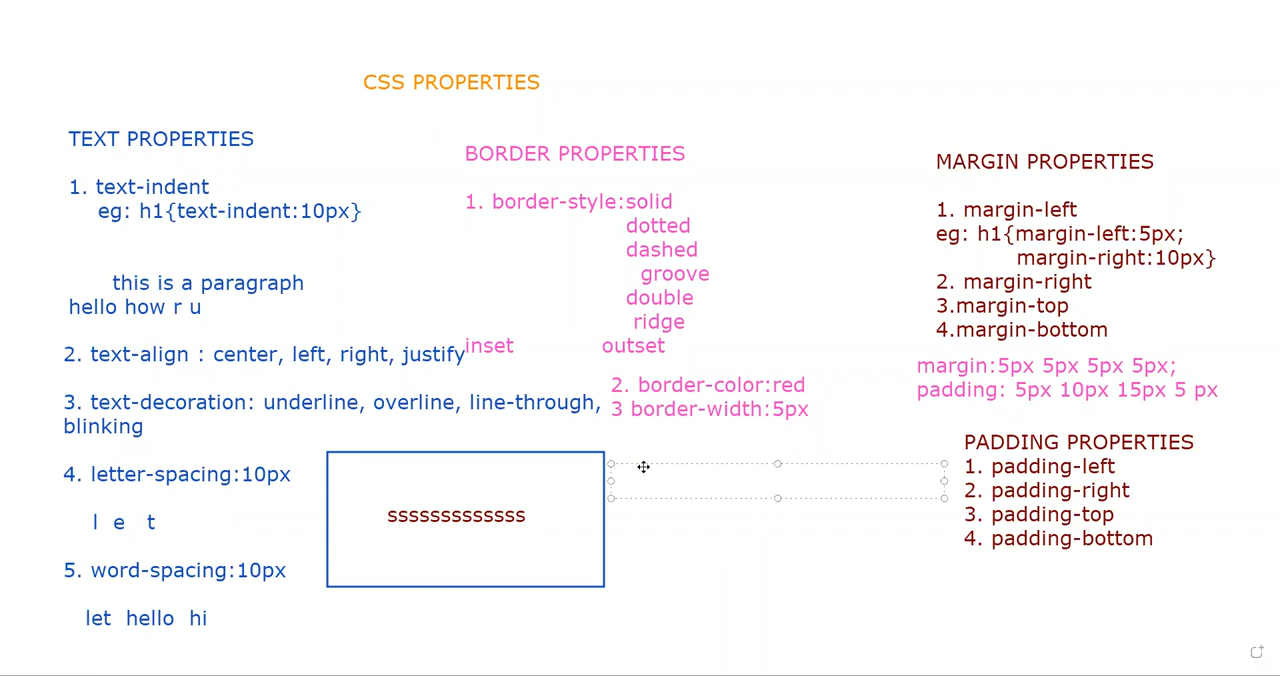 CSS PROPERTIES
TEXT PROPERTIES
1. text-indent
eg: h1{text-indent:10px}
this is a paragraph
hello how r u
2. text-align : center, left, right, justify
3. text-decoration: underline, overline, line-through,
blinking
4. letter-spacing:10px
l e t
5. word-spacing:10px
let hello hi
BORDER PROPERTIES
1. border-style:solid
dotted
dashed
groove
double
ridge
inset outset
2. border-color:red
3 border-width:5px
sssssssssssss
MARGIN PROPERTIES
1. margin-left
eg: h1{margin-left:5px;
margin-right:10px}
2. margin-right
3.margin-top
4.margin-bottom
margin:5px 5px 5px 5px;
padding: 5px 10px 15px 5 px
PADDING PROPERTIES
1. padding-left
2. padding-right
3. padding-top
4. padding-bottom